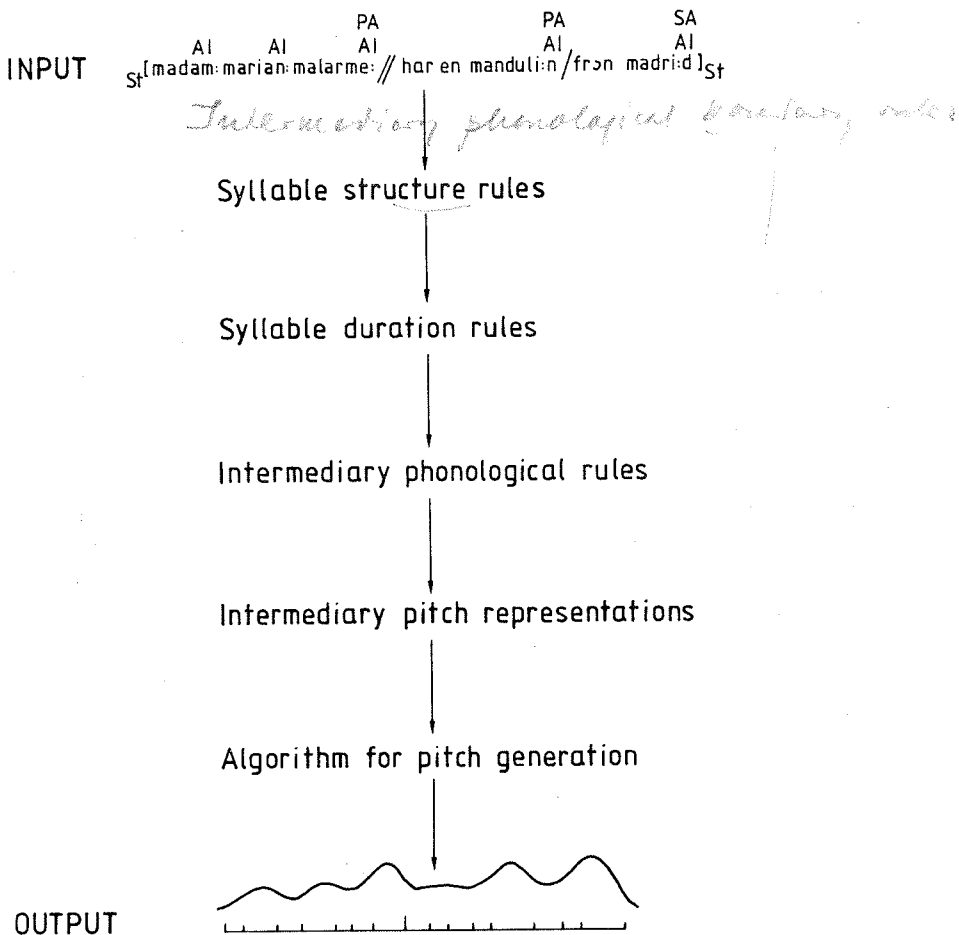 PA PA SA
AI AI AI AI AI
INPUT St[madam:marian:malarme:// har en manduli:n/frɔn madri:d]St
Intermediary phonological boundary rules
Syllable structure rules
Syllable duration rules
Intermediary phonological rules
Intermediary pitch representations
Algorithm for pitch generation
OUTPUT